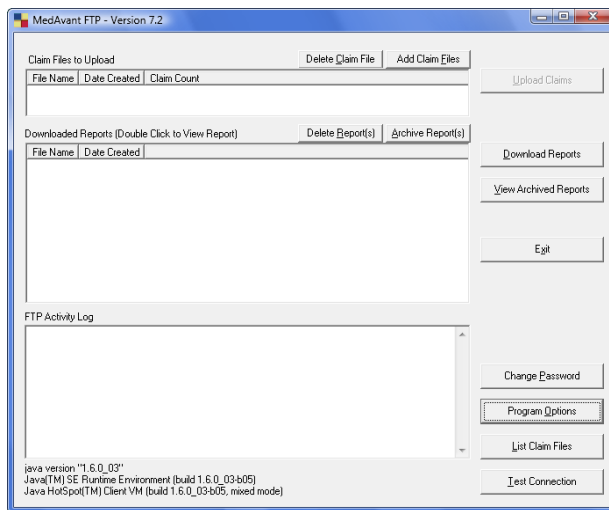 MedAvant FTP - Version 7.2
Claim Files to Upload
Delete Claim File
Add Claim Files
File Name Date Created Claim Count
Upload Claims
Downloaded Reports (Double Click to View Report)
Delete Report(s)
Archive Report(s)
File Name Date Created
Download Reports
View Archived Reports
Exit
FTP Activity Log
Change Password
Program Options
List Claim Files
Test Connection
java version "1.6.0_03"
Java(TM) SE Runtime Environment (build 1.6.0_03-b05)
Java HotSpot(TM) Client VM (build 1.6.0_03-b05, mixed mode)